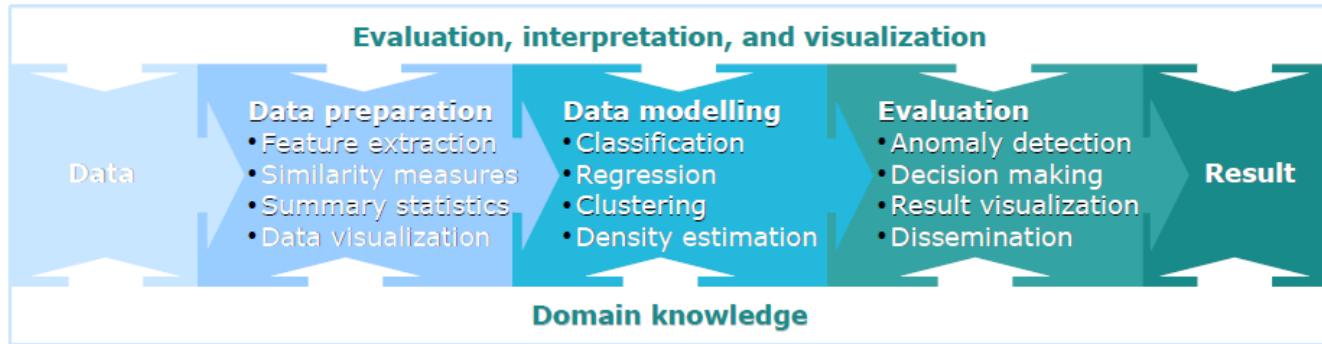 Evaluation, interpretation, and visualization
Data
Data preparation
• Feature extraction
• Similarity measures
• Summary statistics
• Data visualization
Data modelling
• Classification
• Regression
• Clustering
• Density estimation
Evaluation
• Anomaly detection
• Decision making
• Result visualization
• Dissemination
Result
Domain knowledge